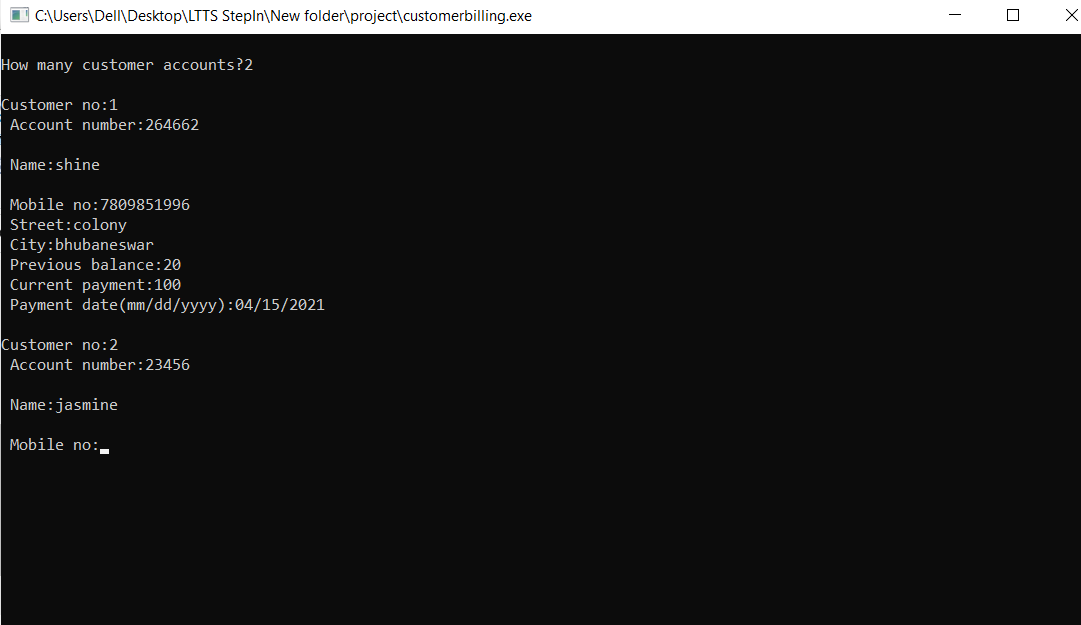 C:\Users\Dell\Desktop\LTTS StepIn\New folder\project\customerbilling.exe
How many customer accounts?2
Customer no:1
Account number:264662
Name:shine
Mobile no:7809851996
Street:colony
City:bhubaneswar
Previous balance:20
Current payment:100
Payment date(mm/dd/yyyy):04/15/2021
Customer no:2
Account number:23456
Name:jasmine
Mobile no: